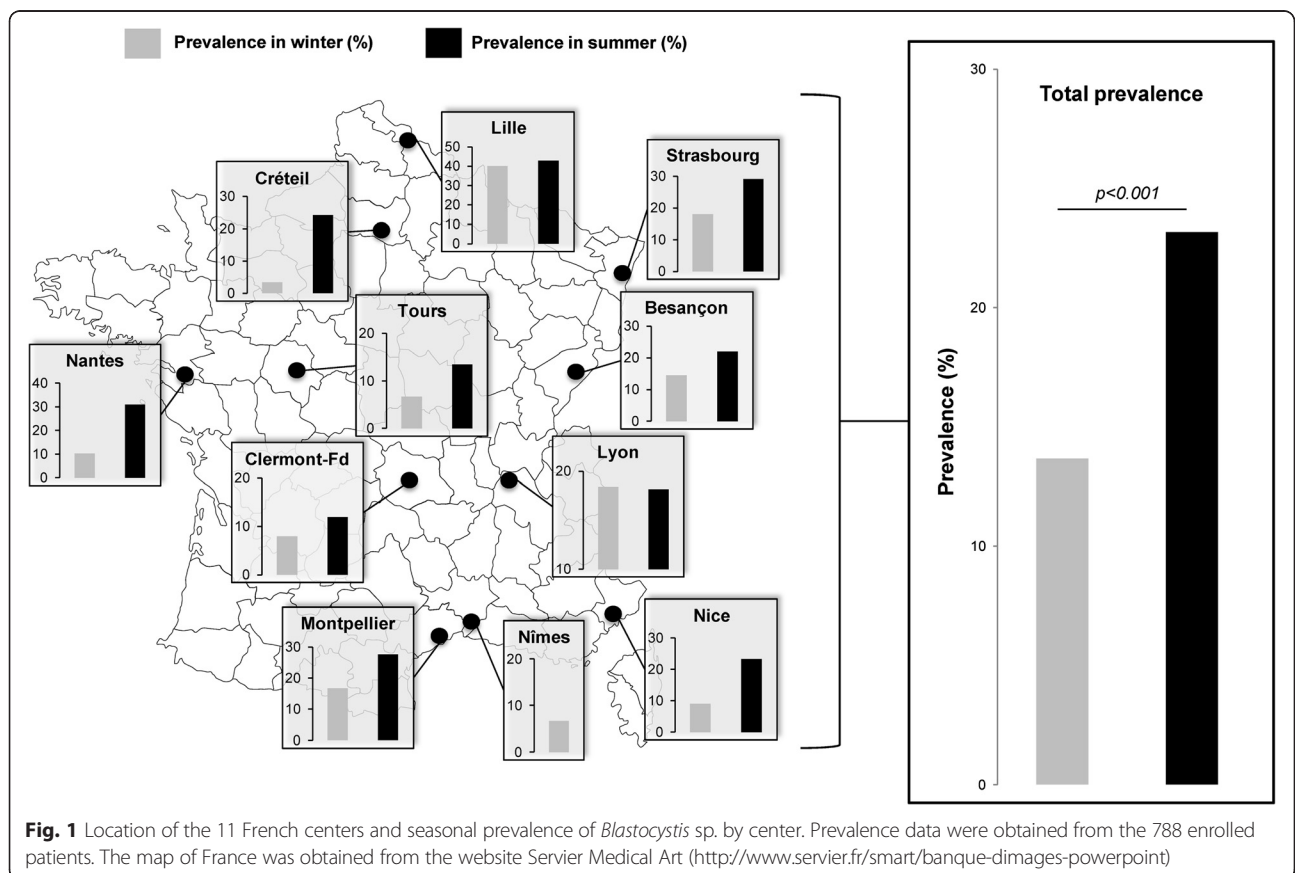 Prevalence in winter (%)
Prevalence in summer (%)
Lille
50
40
30
20
10
0
Strasbourg
30
20
10
0
Créteil
30
20
10
0
Tours
20
10
0
Besançon
30
20
10
0
Nantes
40
30
20
10
0
Clermont-Fd
20
10
0
Lyon
20
10
Montpellier
30
20
10
0
Nîmes
20
10
0
Nice
30
20
10
0
Total prevalence
p<0.001
Prevalence (%)
30
20
10
0
Fig. 1 Location of the 11 French centers and seasonal prevalence of Blastocystis sp. by center. Prevalence data were obtained from the 788 enrolled
patients. The map of France was obtained from the website Servier Medical Art (http://www.servier.fr/smart/banque-dimages-powerpoint)